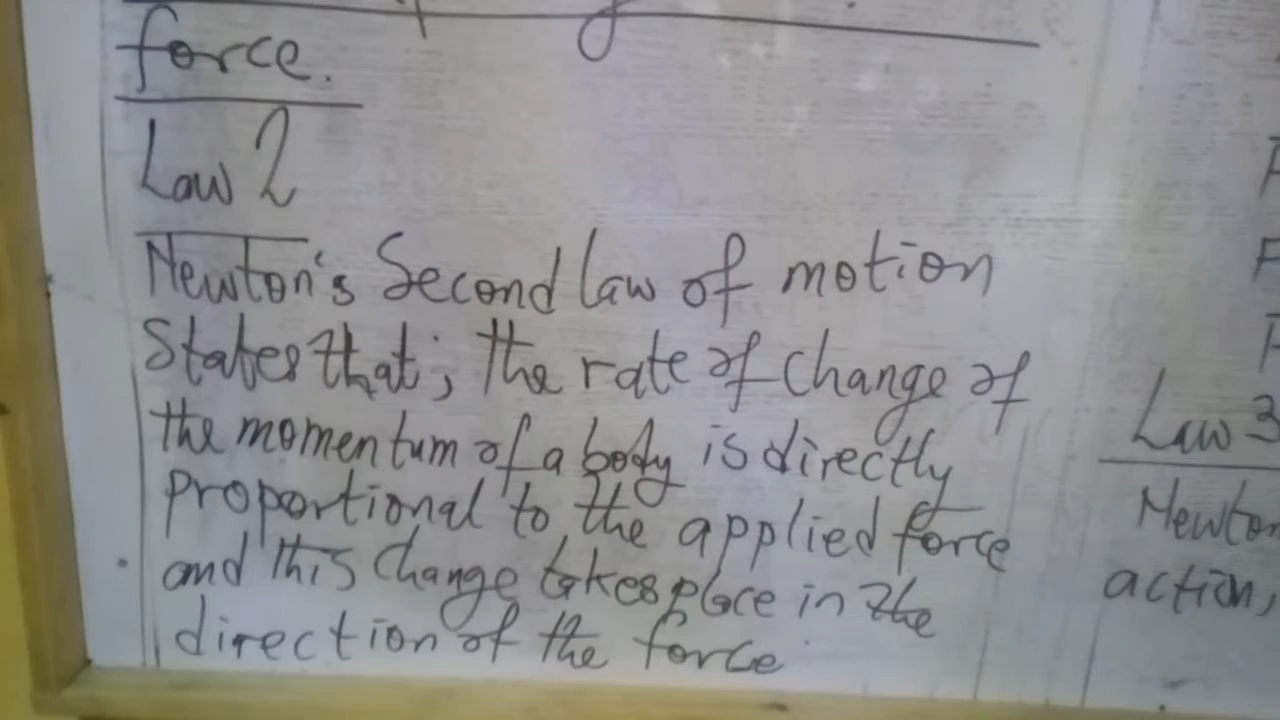 force.
Law 2
Newton's Second law of motion
States that; the rate of change of
the momentum of a body is directly
proportional to the applied force
and this change takes place in the
direction of the force
Law 3
Newton
action,